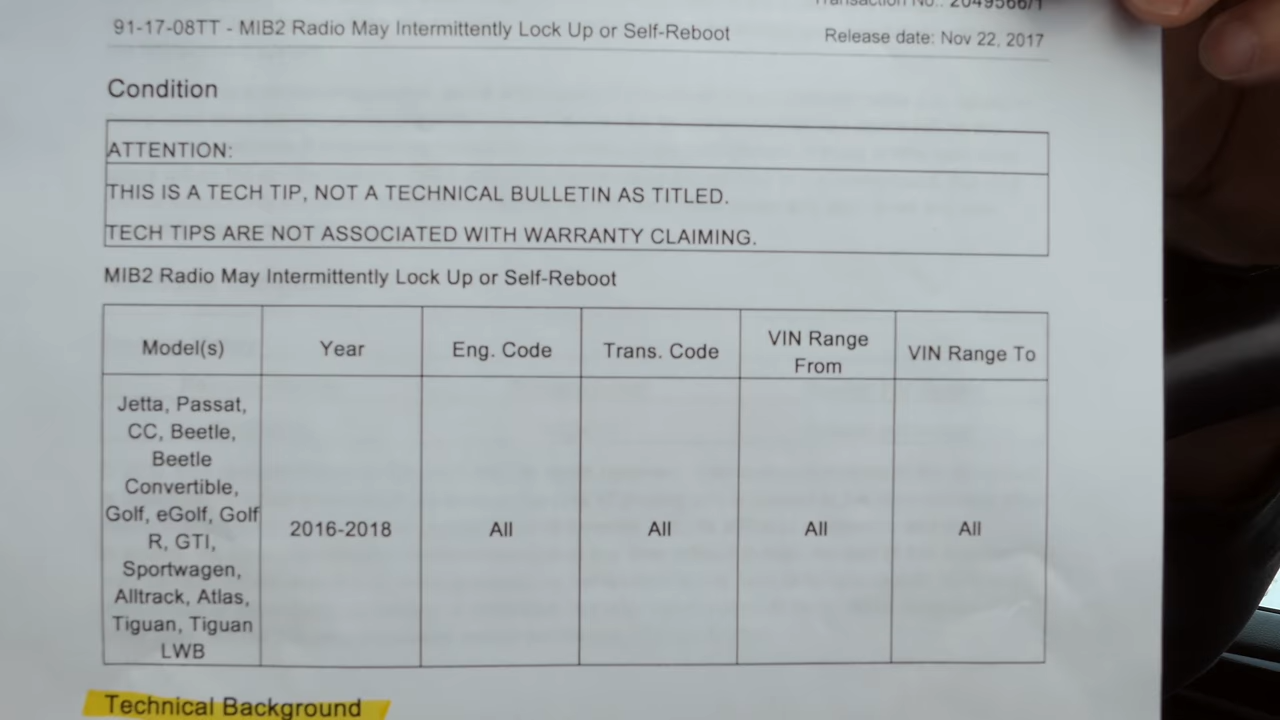 Transaction No.: 2049566/1
91-17-08TT - MIB2 Radio May Intermittently Lock Up or Self-Reboot
Release date: Nov 22, 2017
Condition
ATTENTION:
THIS IS A TECH TIP, NOT A TECHNICAL BULLETIN AS TITLED.
TECH TIPS ARE NOT ASSOCIATED WITH WARRANTY CLAIMING.
MIB2 Radio May Intermittently Lock Up or Self-Reboot
Model(s)
Year
Eng. Code
Trans. Code
VIN Range
From
VIN Range To
Jetta, Passat,
CC, Beetle,
Beetle
Convertible,
Golf, eGolf, Golf
R, GTI,
Sportwagen,
Alltrack, Atlas,
Tiguan, Tiguan
LWB
2016-2018
All
All
All
All
Technical Background